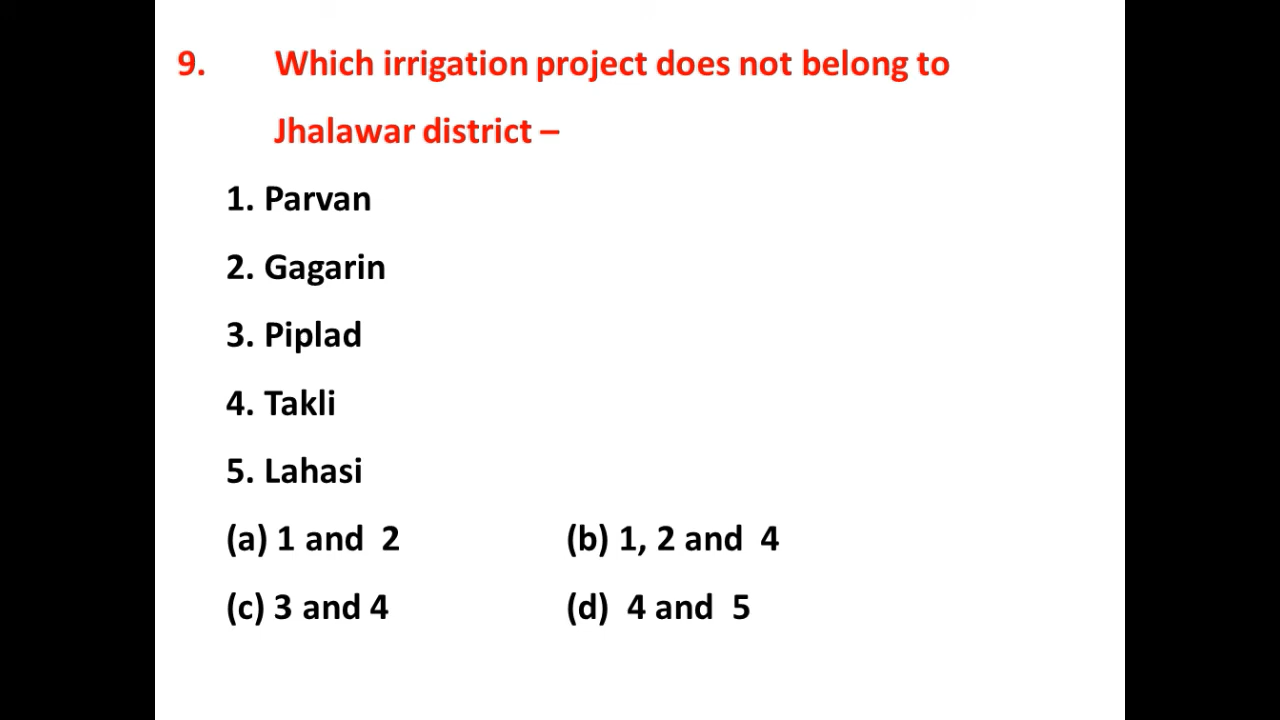 9. Which irrigation project does not belong to
Jhalawar district –
1. Parvan
2. Gagarin
3. Piplad
4. Takli
5. Lahasi
(a) 1 and 2 (b) 1, 2 and 4
(c) 3 and 4 (d) 4 and 5